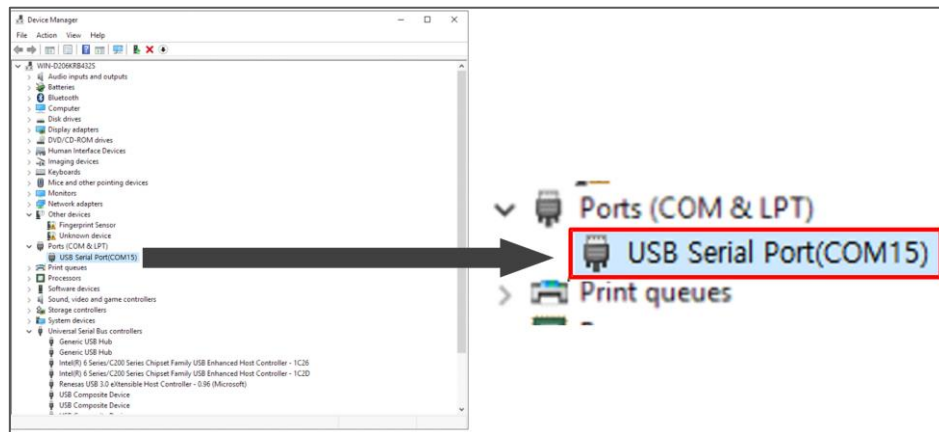 Device Manager
File Action View Help
WIN-D206KRB432S
Audio inputs and outputs
Batteries
Bluetooth
Computer
Disk drives
Display adapters
DVD/CD-ROM drives
Human Interface Devices
Imaging devices
Keyboards
Mice and other pointing devices
Monitors
Network adapters
Other devices
Fingerprint Sensor
Unknown device
Ports (COM & LPT)
USB Serial Port(COM15)
Print queues
Processors
Software devices
Sound, video and game controllers
Storage controllers
System devices
Universal Serial Bus controllers
Generic USB Hub
Generic USB Hub
Intel(R) 6 Series/C200 Series Chipset Family USB Enhanced Host Controller - 1C26
Intel(R) 6 Series/C200 Series Chipset Family USB Enhanced Host Controller - 1C2D
Renesas USB 3.0 eXtensible Host Controller - 0.96 (Microsoft)
USB Composite Device
USB Composite Device
Ports (COM & LPT)
USB Serial Port(COM15)
Print queues